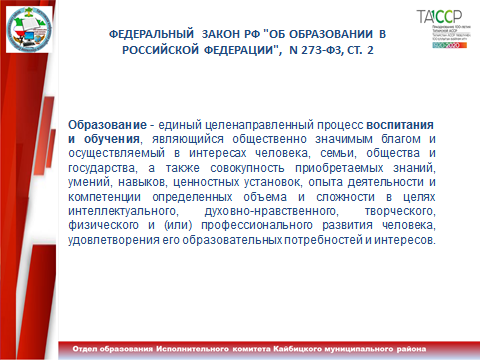 ФЕДЕРАЛЬНЫЙ ЗАКОН РФ "ОБ ОБРАЗОВАНИИ В
РОССИЙСКОЙ ФЕДЕРАЦИИ", N 273-ФЗ, СТ. 2
ТАССР
Образование - единый целенаправленный процесс воспитания
и обучения, являющийся общественно значимым благом и
осуществляемый в интересах человека, семьи, общества и
государства, а также совокупность приобретаемых знаний,
умений, навыков, ценностных установок, опыта деятельности и
компетенции определенных объема и сложности в целях
интеллектуального, духовно-нравственного, творческого,
физического и (или) профессионального развития человека,
удовлетворения его образовательных потребностей и интересов.
Отдел образования Исполнительного комитета Кайбицкого муниципального района